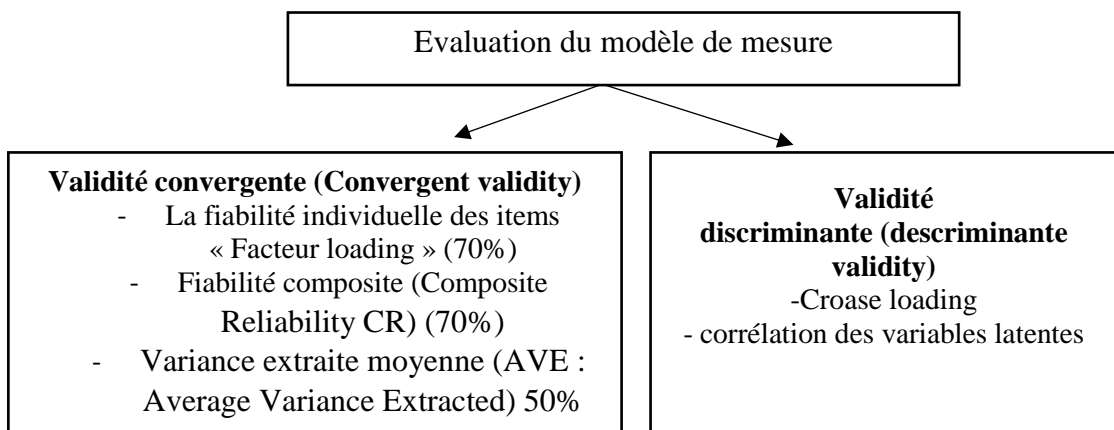 Evaluation du modèle de mesure
Validité convergente (Convergent validity)
- La fiabilité individuelle des items
« Facteur loading » (70%)
- Fiabilité composite (Composite
Reliability CR) (70%)
- Variance extraite moyenne (AVE :
Average Variance Extracted) 50%
Validité
discriminante (descriminante
validity)
-Croase loading
- corrélation des variables latentes